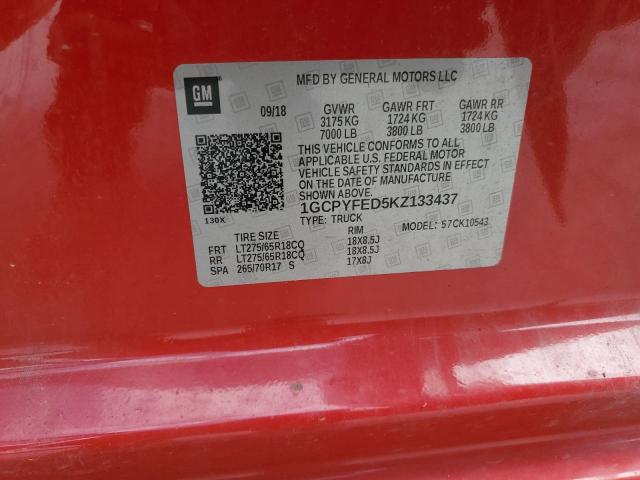 GM
MFD BY GENERAL MOTORS LLC
09/18 GVWR GAWR FRT GAWR RR
3175 KG 1724 KG 1724 KG
7000 LB 3800 LB 3800 LB
THIS VEHICLE CONFORMS TO ALL
APPLICABLE U.S. FEDERAL MOTOR
VEHICLE SAFETY STANDARDS IN EFFECT
ON THE DATE OF MANUFACTURE SHOWN ABOVE.
1GCPYFED5KZ133437
130X TYPE: TRUCK MODEL: 57CK10543
TIRE SIZE RIM
FRT LT275/65R18CQ 18X8.5J
RR LT275/65R18CQ 18X8.5J
SPA 265/70R17 S 17X8J